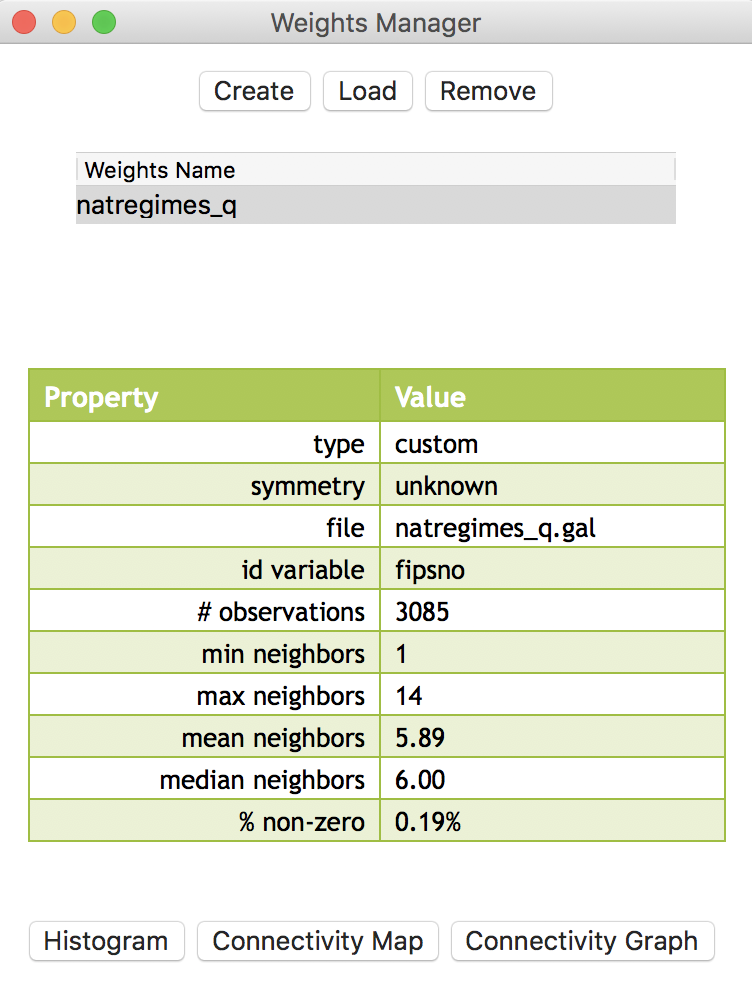 Weights Manager
Create Load Remove
Weights Name
natregimes_q
Property Value
type custom
symmetry unknown
file natregimes_q.gal
id variable fipsno
# observations 3085
min neighbors 1
max neighbors 14
mean neighbors 5.89
median neighbors 6.00
% non-zero 0.19%
Histogram Connectivity Map Connectivity Graph